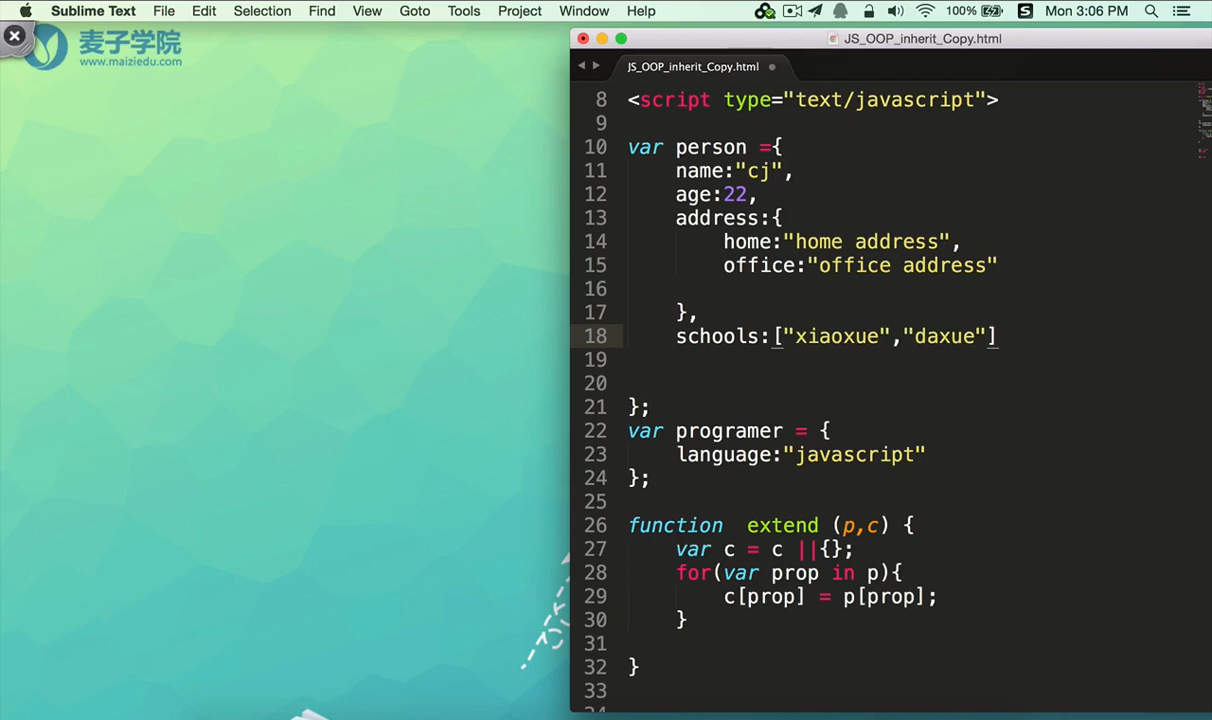 Sublime Text File Edit Selection Find View Goto Tools Project Window Help 100% S Mon 3:06 PM
麦子学院
www.maiziedu.com
JS_OOP_inherit_Copy.html
JS_OOP_inherit_Copy.html
8 <script type="text/javascript">
9
10 var person ={
11 name:"cj",
12 age:22,
13 address:{
14 home:"home address",
15 office:"office address"
16
17 },
18 schools:["xiaoxue","daxue"]
19
20
21 };
22 var programer = {
23 language:"javascript"
24 };
25
26 function extend (p,c) {
27 var c = c ||{};
28 for(var prop in p){
29 c[prop] = p[prop];
30 }
31
32 }
33